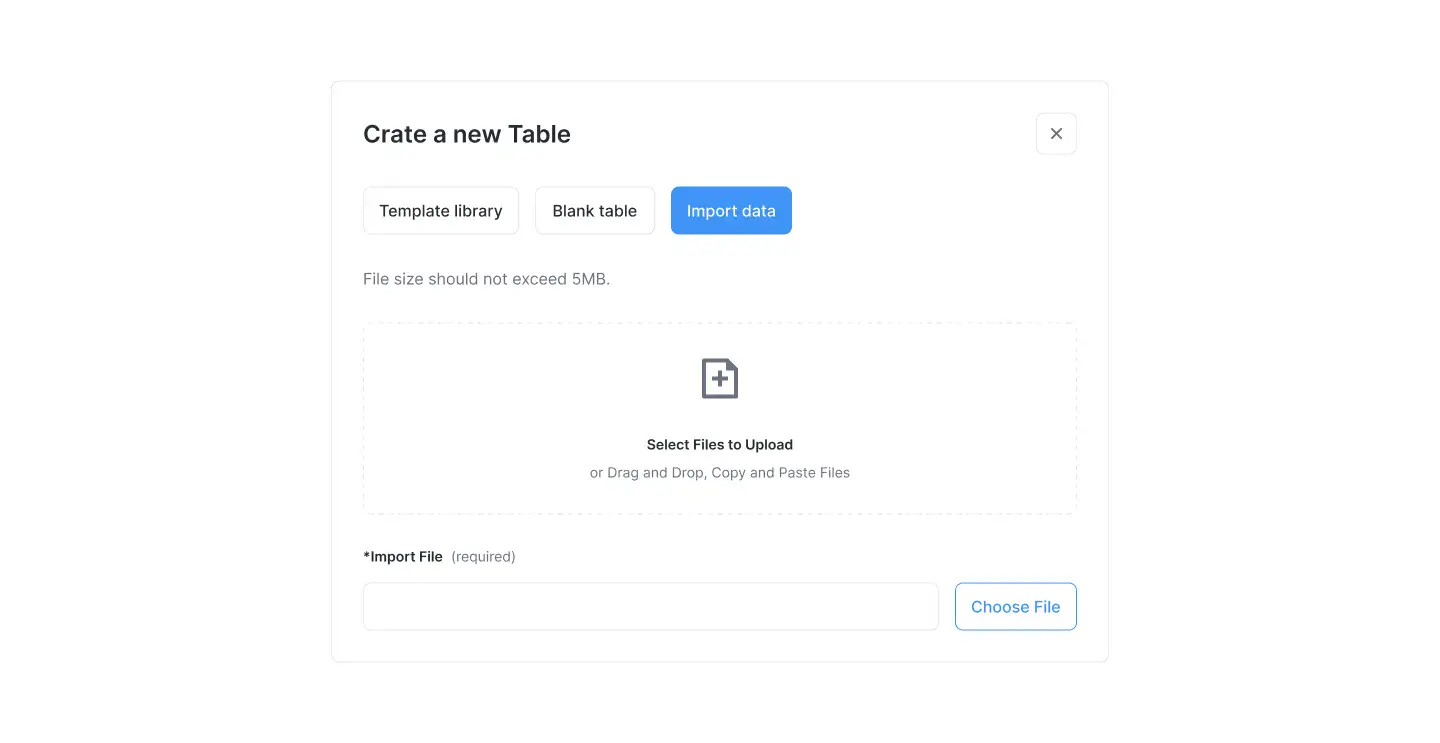 Crate a new Table
Template library
Blank table
Import data
File size should not exceed 5MB.
Select Files to Upload
or Drag and Drop, Copy and Paste Files
*Import File (required)
Choose File